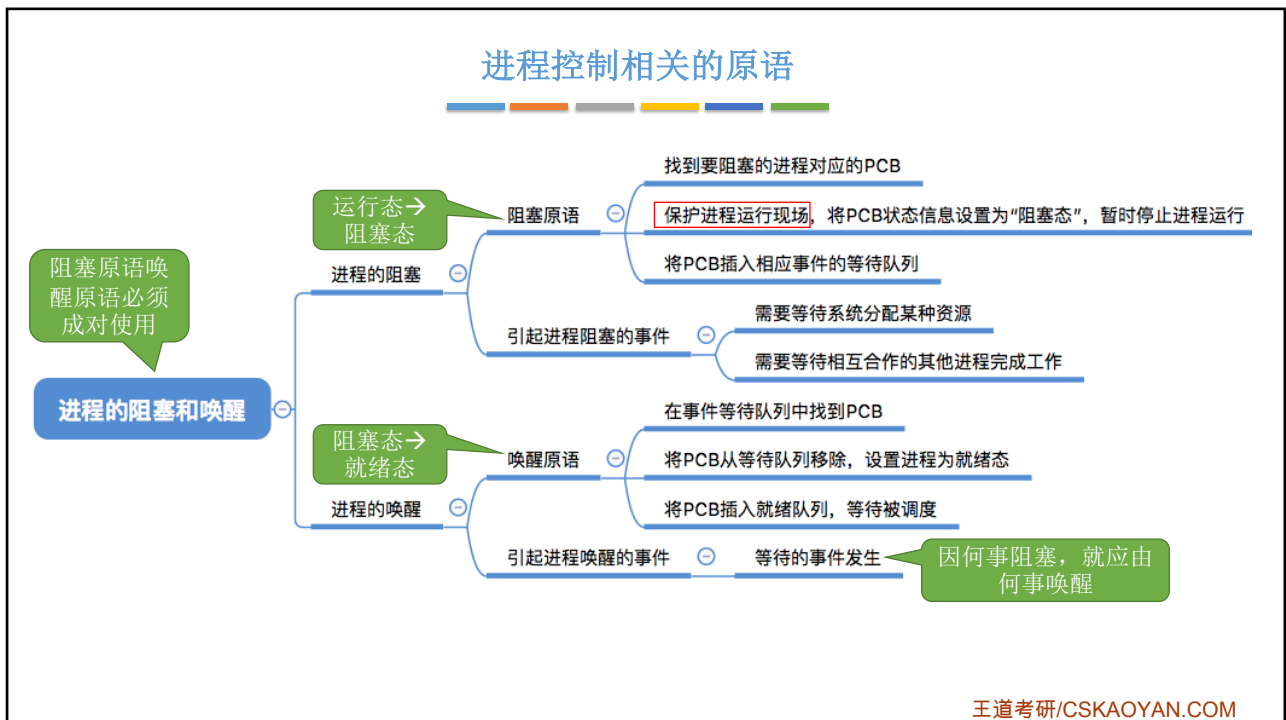 进程控制相关的原语
找到要阻塞的进程对应的PCB
运行态→
阻塞态
阻塞原语
保护进程运行现场，将PCB状态信息设置为“阻塞态”，暂时停止进程运行
将PCB插入相应事件的等待队列
进程的阻塞
阻塞原语唤
醒原语必须
成对使用
引起进程阻塞的事件
需要等待系统分配某种资源
需要等待相互合作的其他进程完成工作
进程的阻塞和唤醒
在事件等待队列中找到PCB
阻塞态→
就绪态
唤醒原语
将PCB从等待队列移除，设置进程为就绪态
将PCB插入就绪队列，等待被调度
进程的唤醒
引起进程唤醒的事件
等待的事件发生
因何事阻塞，就应由
何事唤醒
王道考研/CSKAOYAN.COM